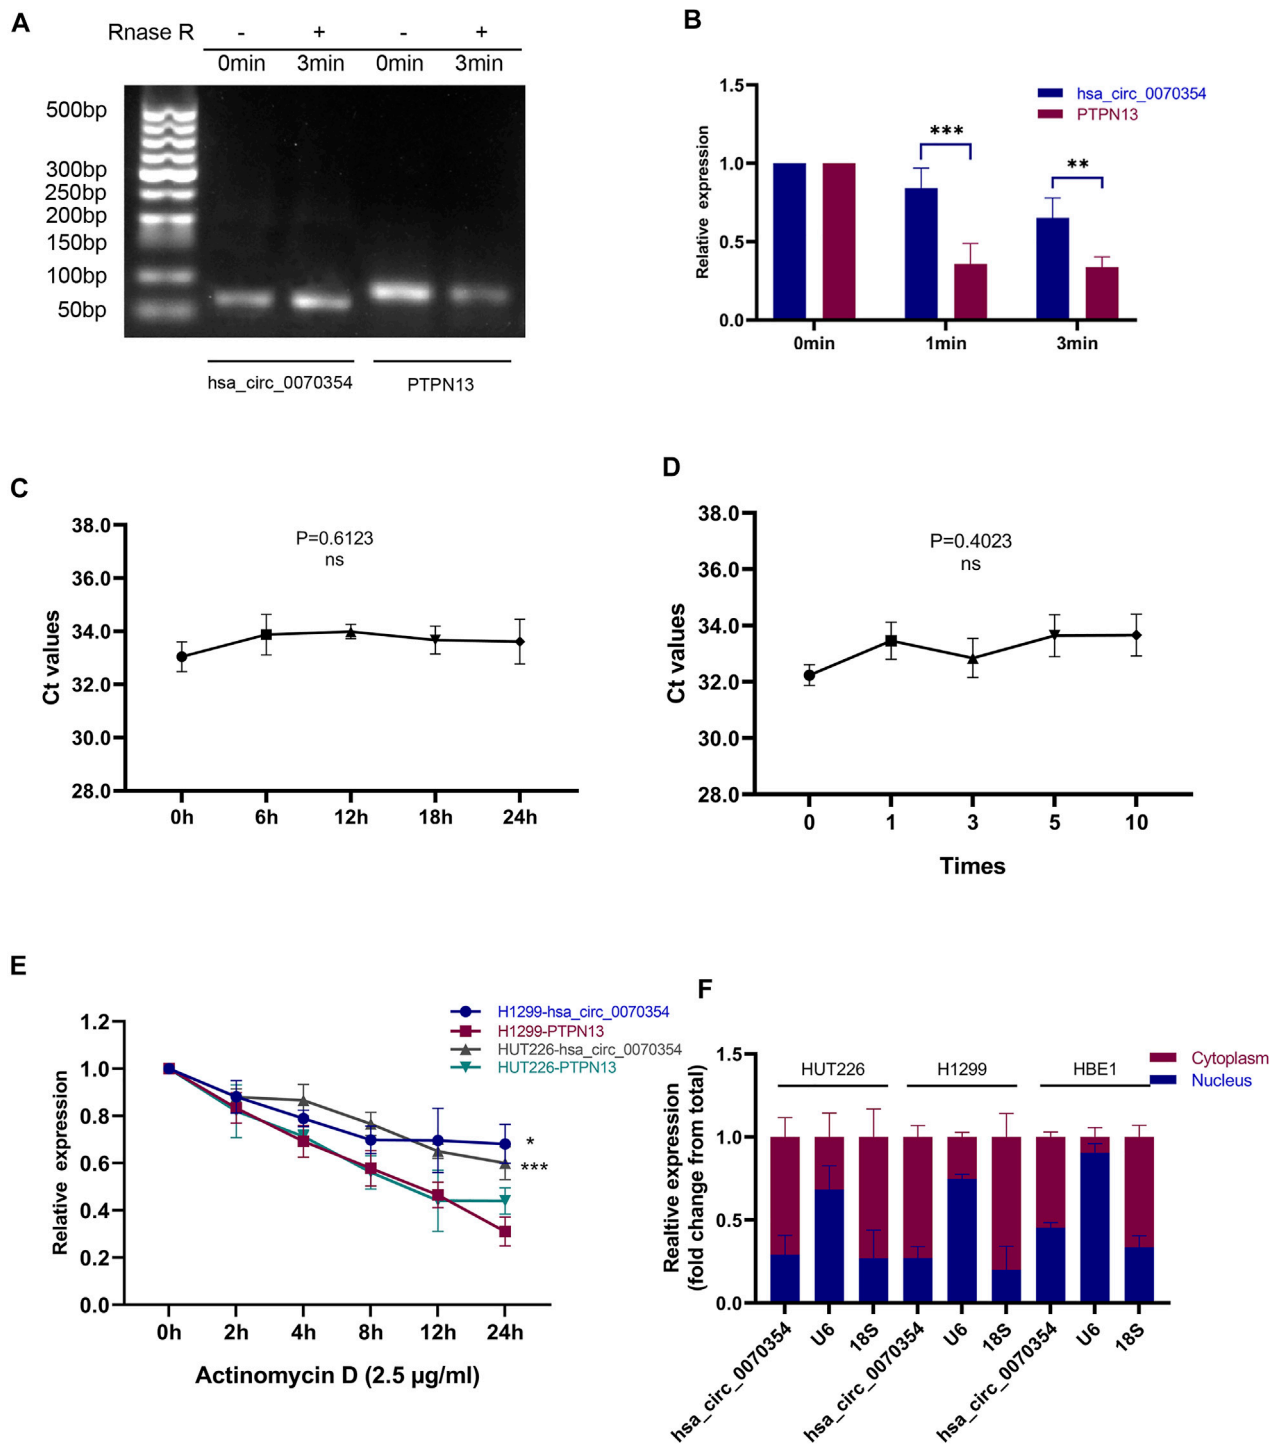 A
Rnase R - + - +
0min 3min 0min 3min
500bp
300bp
250bp
200bp
150bp
100bp
50bp
hsa_circ_0070354 PTPN13
B
hsa_circ_0070354
PTPN13
Relative expression
1.5
1.0
0.5
0.0
***
**
0min 1min 3min
C
Ct values
38.0
36.0
34.0
32.0
30.0
28.0
P=0.6123
ns
0h 6h 12h 18h 24h
D
Ct values
38.0
36.0
34.0
32.0
30.0
28.0
P=0.4023
ns
0 1 3 5 10
Times
E
H1299-hsa_circ_0070354
H1299-PTPN13
HUT226-hsa_circ_0070354
HUT226-PTPN13
Relative expression
1.2
1.0
0.8
0.6
0.4
0.2
0.0
*
***
0h 2h 4h 8h 12h 24h
Actinomycin D (2.5 μg/ml)
F
Cytoplasm
Nucleus
HUT226 H1299 HBE1
Realtive expression
(fold change from total)
1.5
1.0
0.5
0.0
hsa_circ_0070354 U6 18S hsa_circ_0070354 U6 18S hsa_circ_0070354 U6 18S